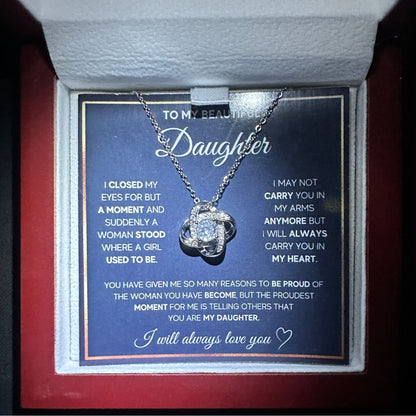 TO MY BEAUTIFUL
Daughter
I CLOSED MY
EYES FOR BUT
A MOMENT AND
SUDDENLY A
WOMAN STOOD
WHERE A GIRL
USED TO BE.
I MAY NOT
CARRY YOU IN
MY ARMS
ANYMORE BUT
I WILL ALWAYS
CARRY YOU IN
MY HEART.
YOU HAVE GIVEN ME SO MANY REASONS TO BE PROUD OF
THE WOMAN YOU HAVE BECOME, BUT THE PROUDEST
MOMENT FOR ME IS TELLING OTHERS THAT
YOU ARE MY DAUGHTER.
I will always love you ♡